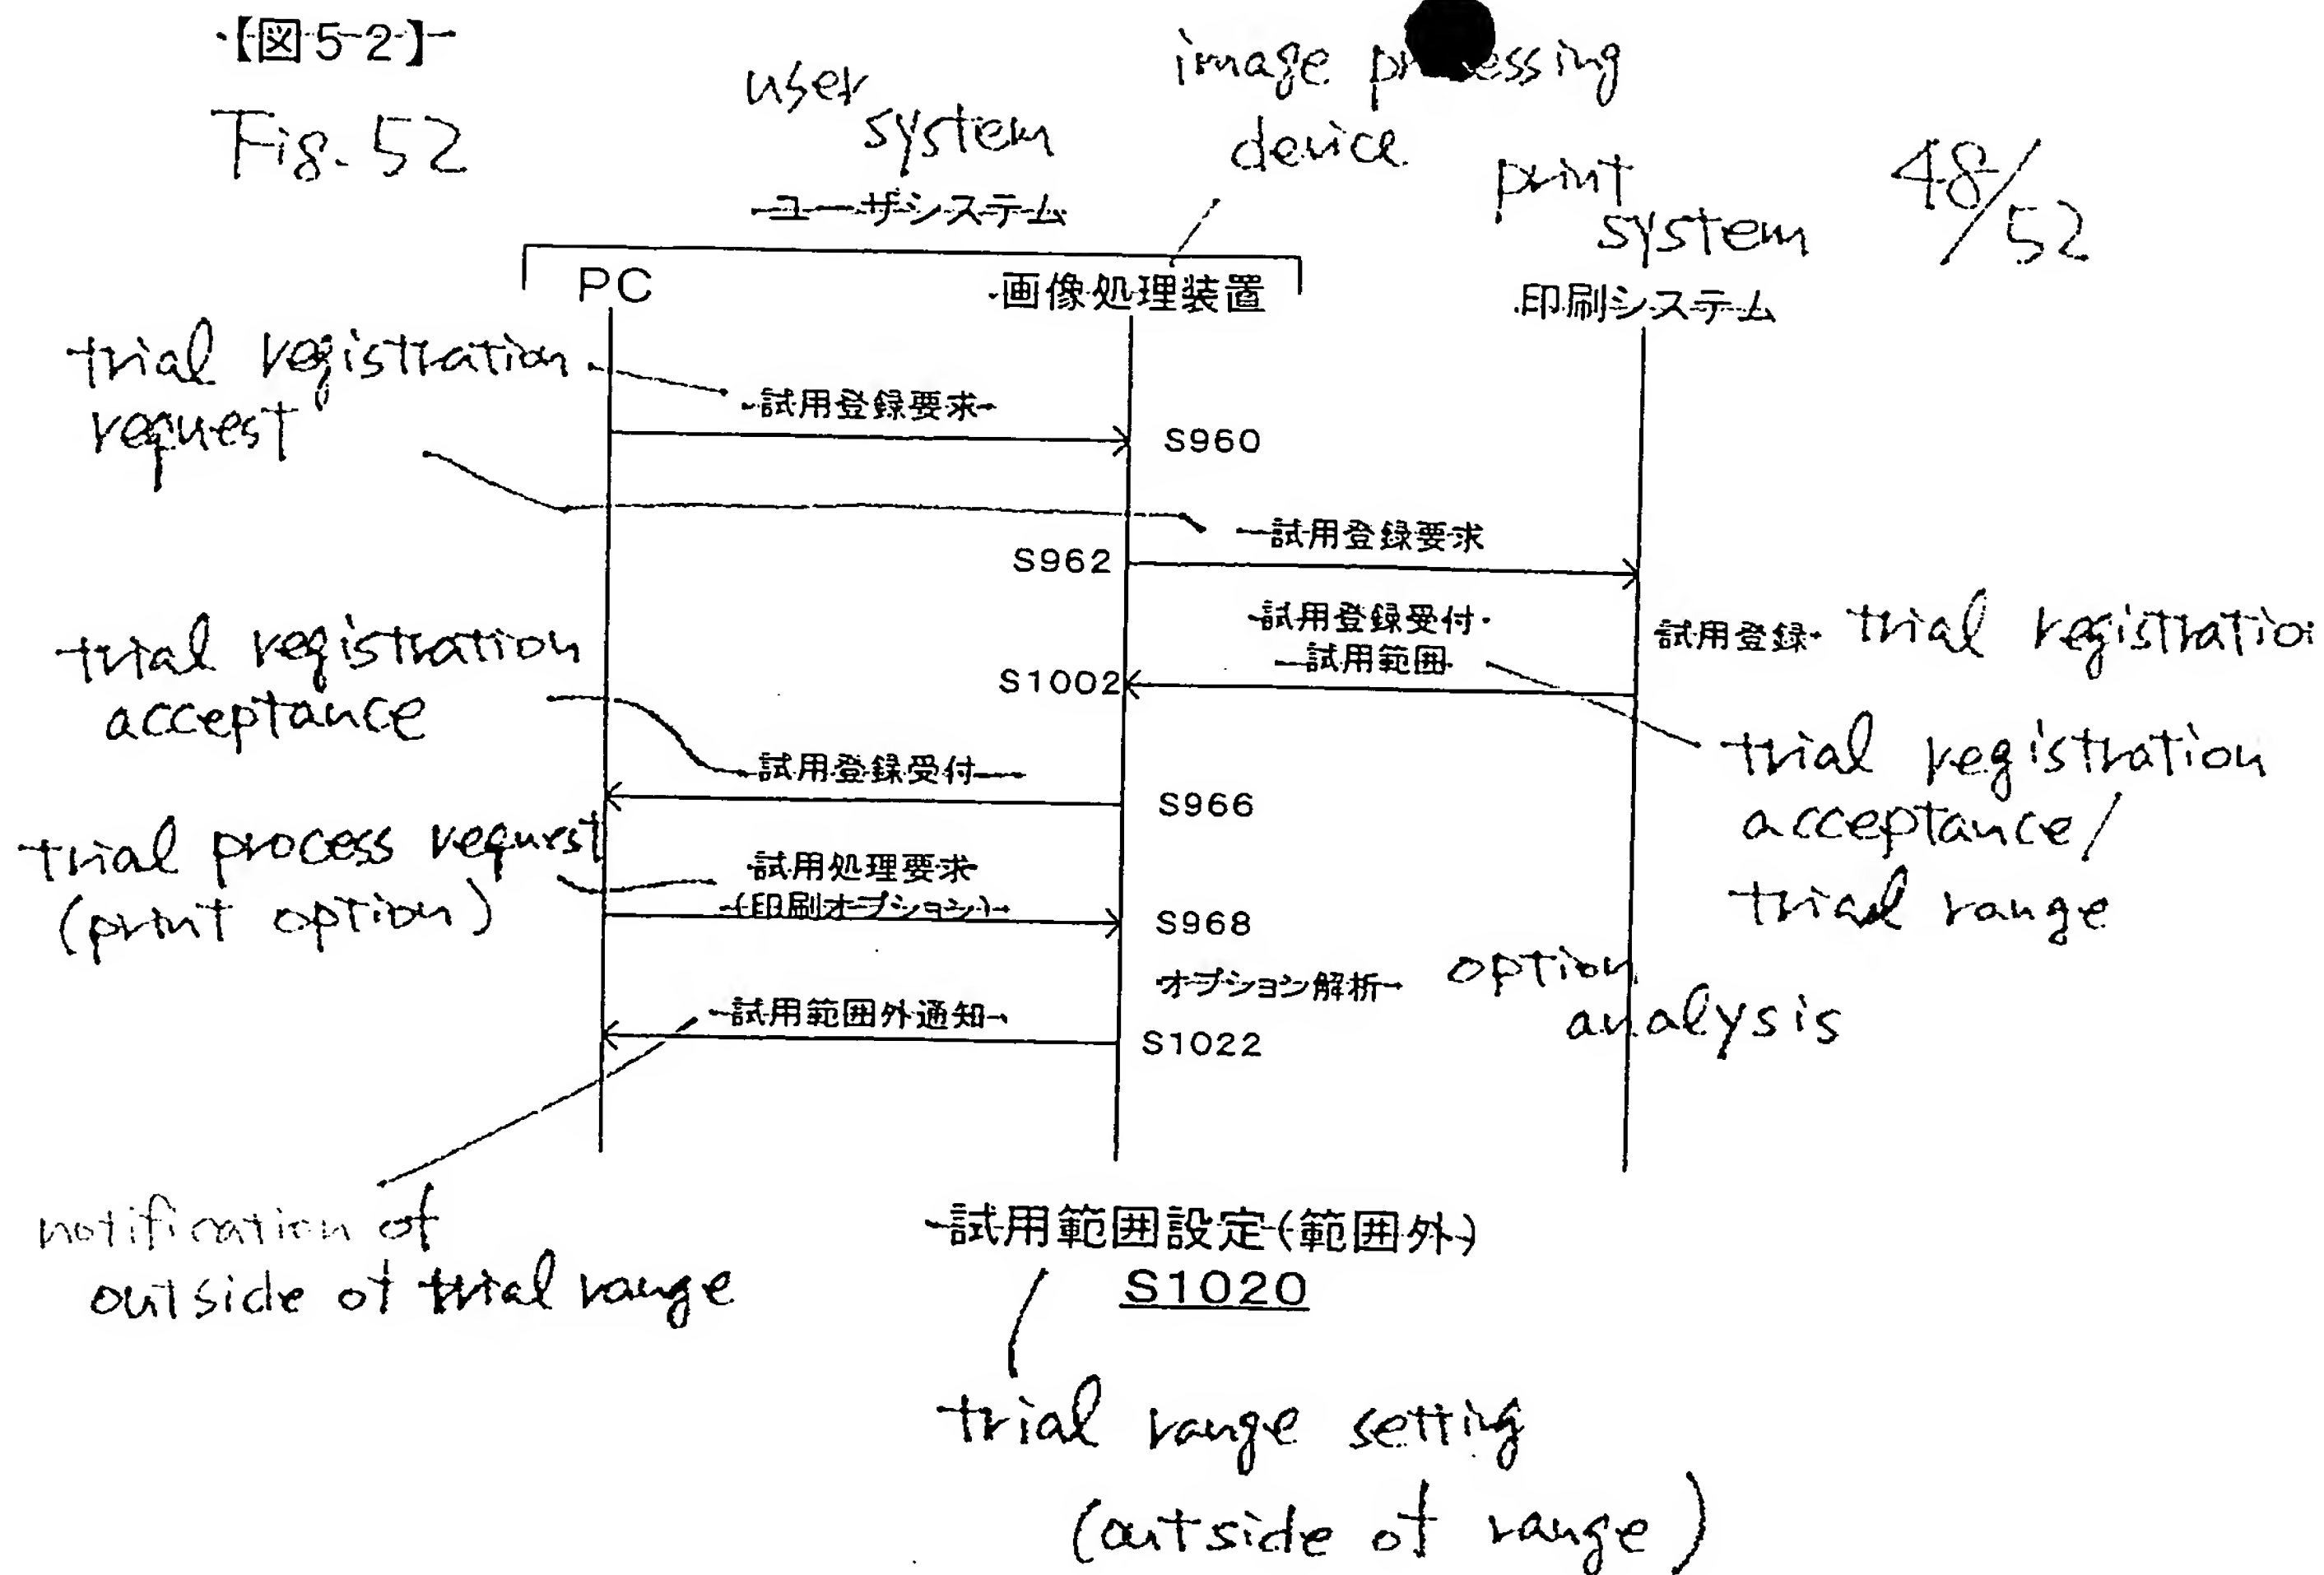 【図52】
Fig. 52
user
system
image pr essing
device
print
system
48/52
ユーザシステム
PC
画像処理装置
印刷システム
trial registration
request
試用登録要求
S960
試用登録要求
S962
試用登録受付
試用範囲
試用登録
trial registratio
S1002
trial registration
acceptance
trial registration
acceptance/
trial range
試用登録受付
S966
trial process request
(print option)
試用処理要求
(印刷オプション)
S968
オプション解析
option
analysis
試用範囲外通知
S1022
notification of
outside of trial range
試用範囲設定(範囲外)
S1020
trial range setting
(outside of range)